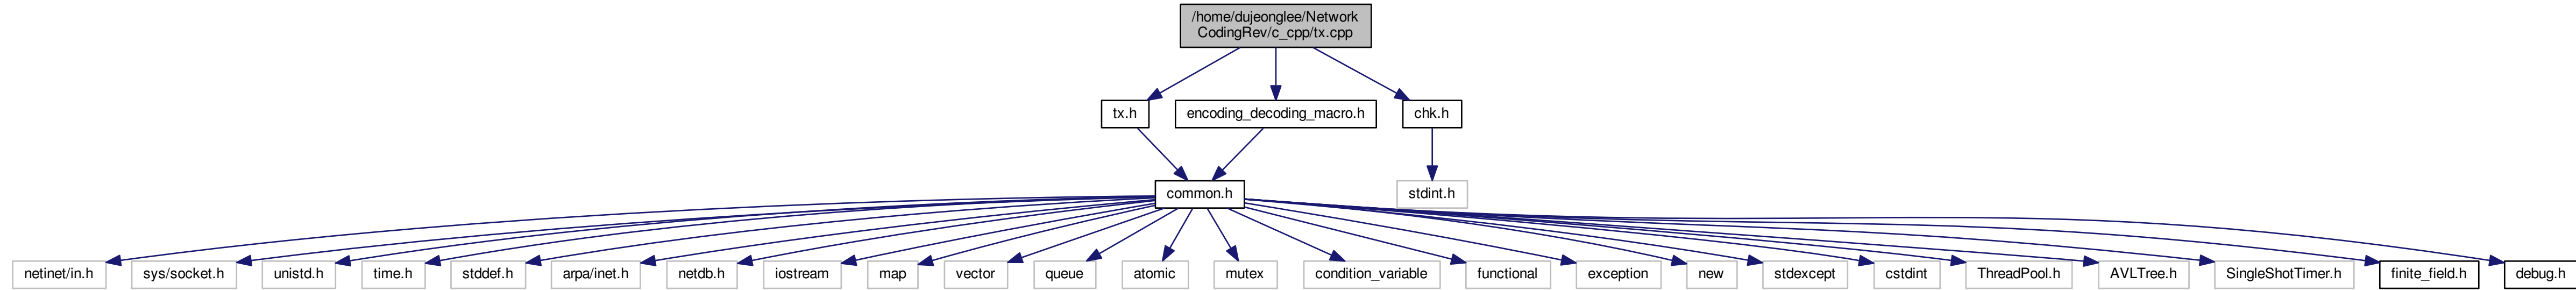 /home/dujeonglee/Network
CodingRev/c_cpp/tx.cpp
tx.h
encoding_decoding_macro.h
chk.h
common.h
stdint.h
netinet/in.h
sys/socket.h
unistd.h
time.h
stddef.h
arpa/inet.h
netdb.h
iostream
map
vector
queue
atomic
mutex
condition_variable
functional
exception
new
stdexcept
cstdint
ThreadPool.h
AVLTree.h
SingleShotTimer.h
finite_field.h
debug.h